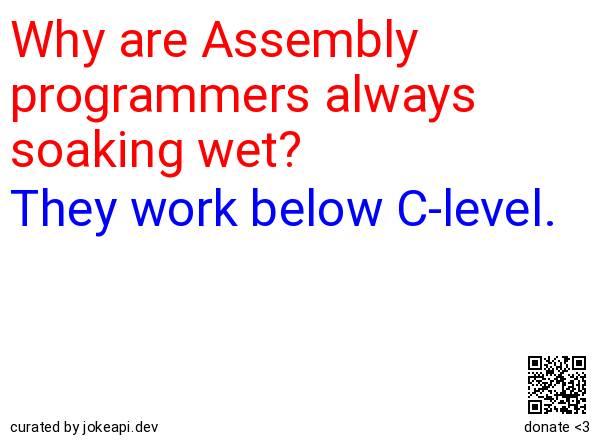 Why are Assembly
programmers always
soaking wet?
They work below C-level.
curated by jokeapi.dev
donate <3